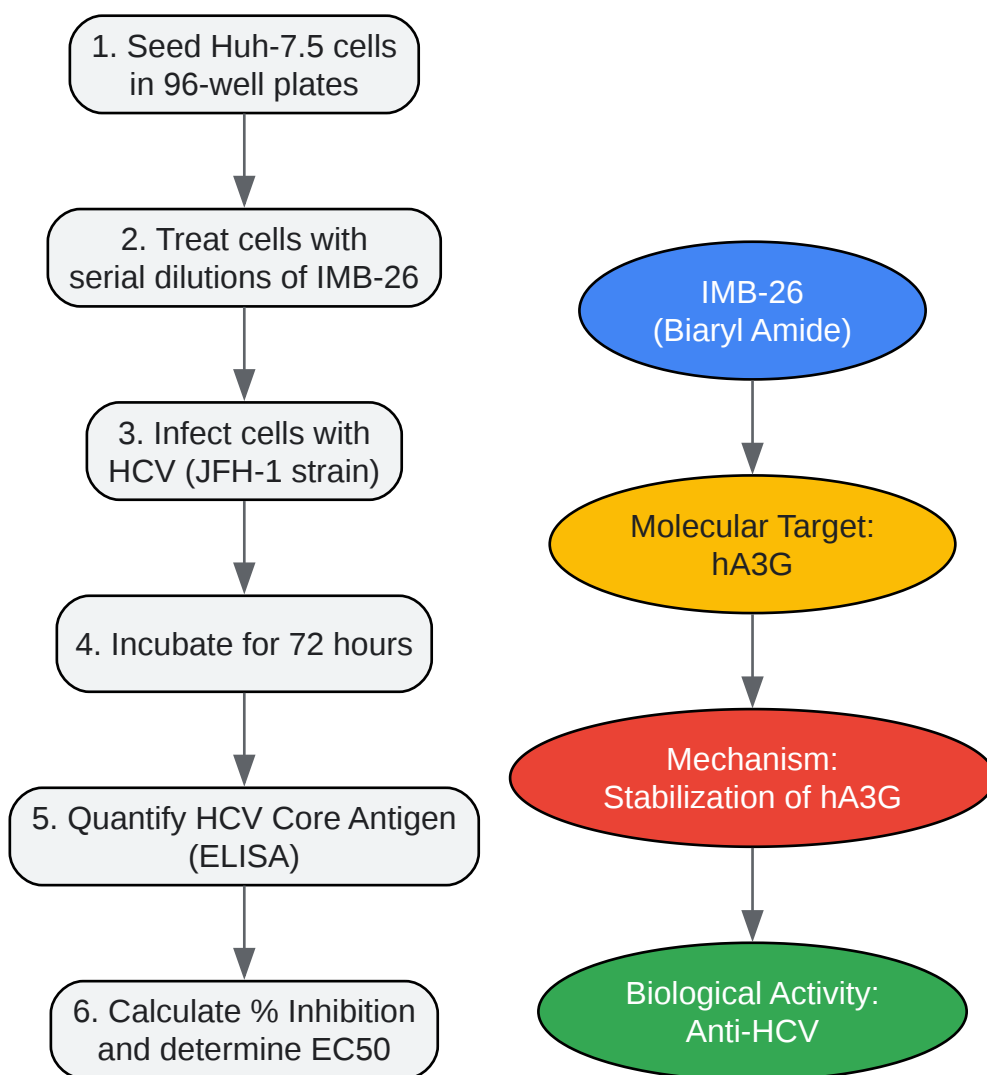 1. Seed Huh-7.5 cells
in 96-well plates
2. Treat cells with
serial dilutions of IMB-26
3. Infect cells with
HCV (JFH-1 strain)
4. Incubate for 72 hours
5. Quantify HCV Core Antigen
(ELISA)
6. Calculate % Inhibition
and determine EC50
IMB-26
(Biaryl Amide)
Molecular Target:
hA3G
Mechanism:
Stabilization of hA3G
Biological Activity:
Anti-HCV